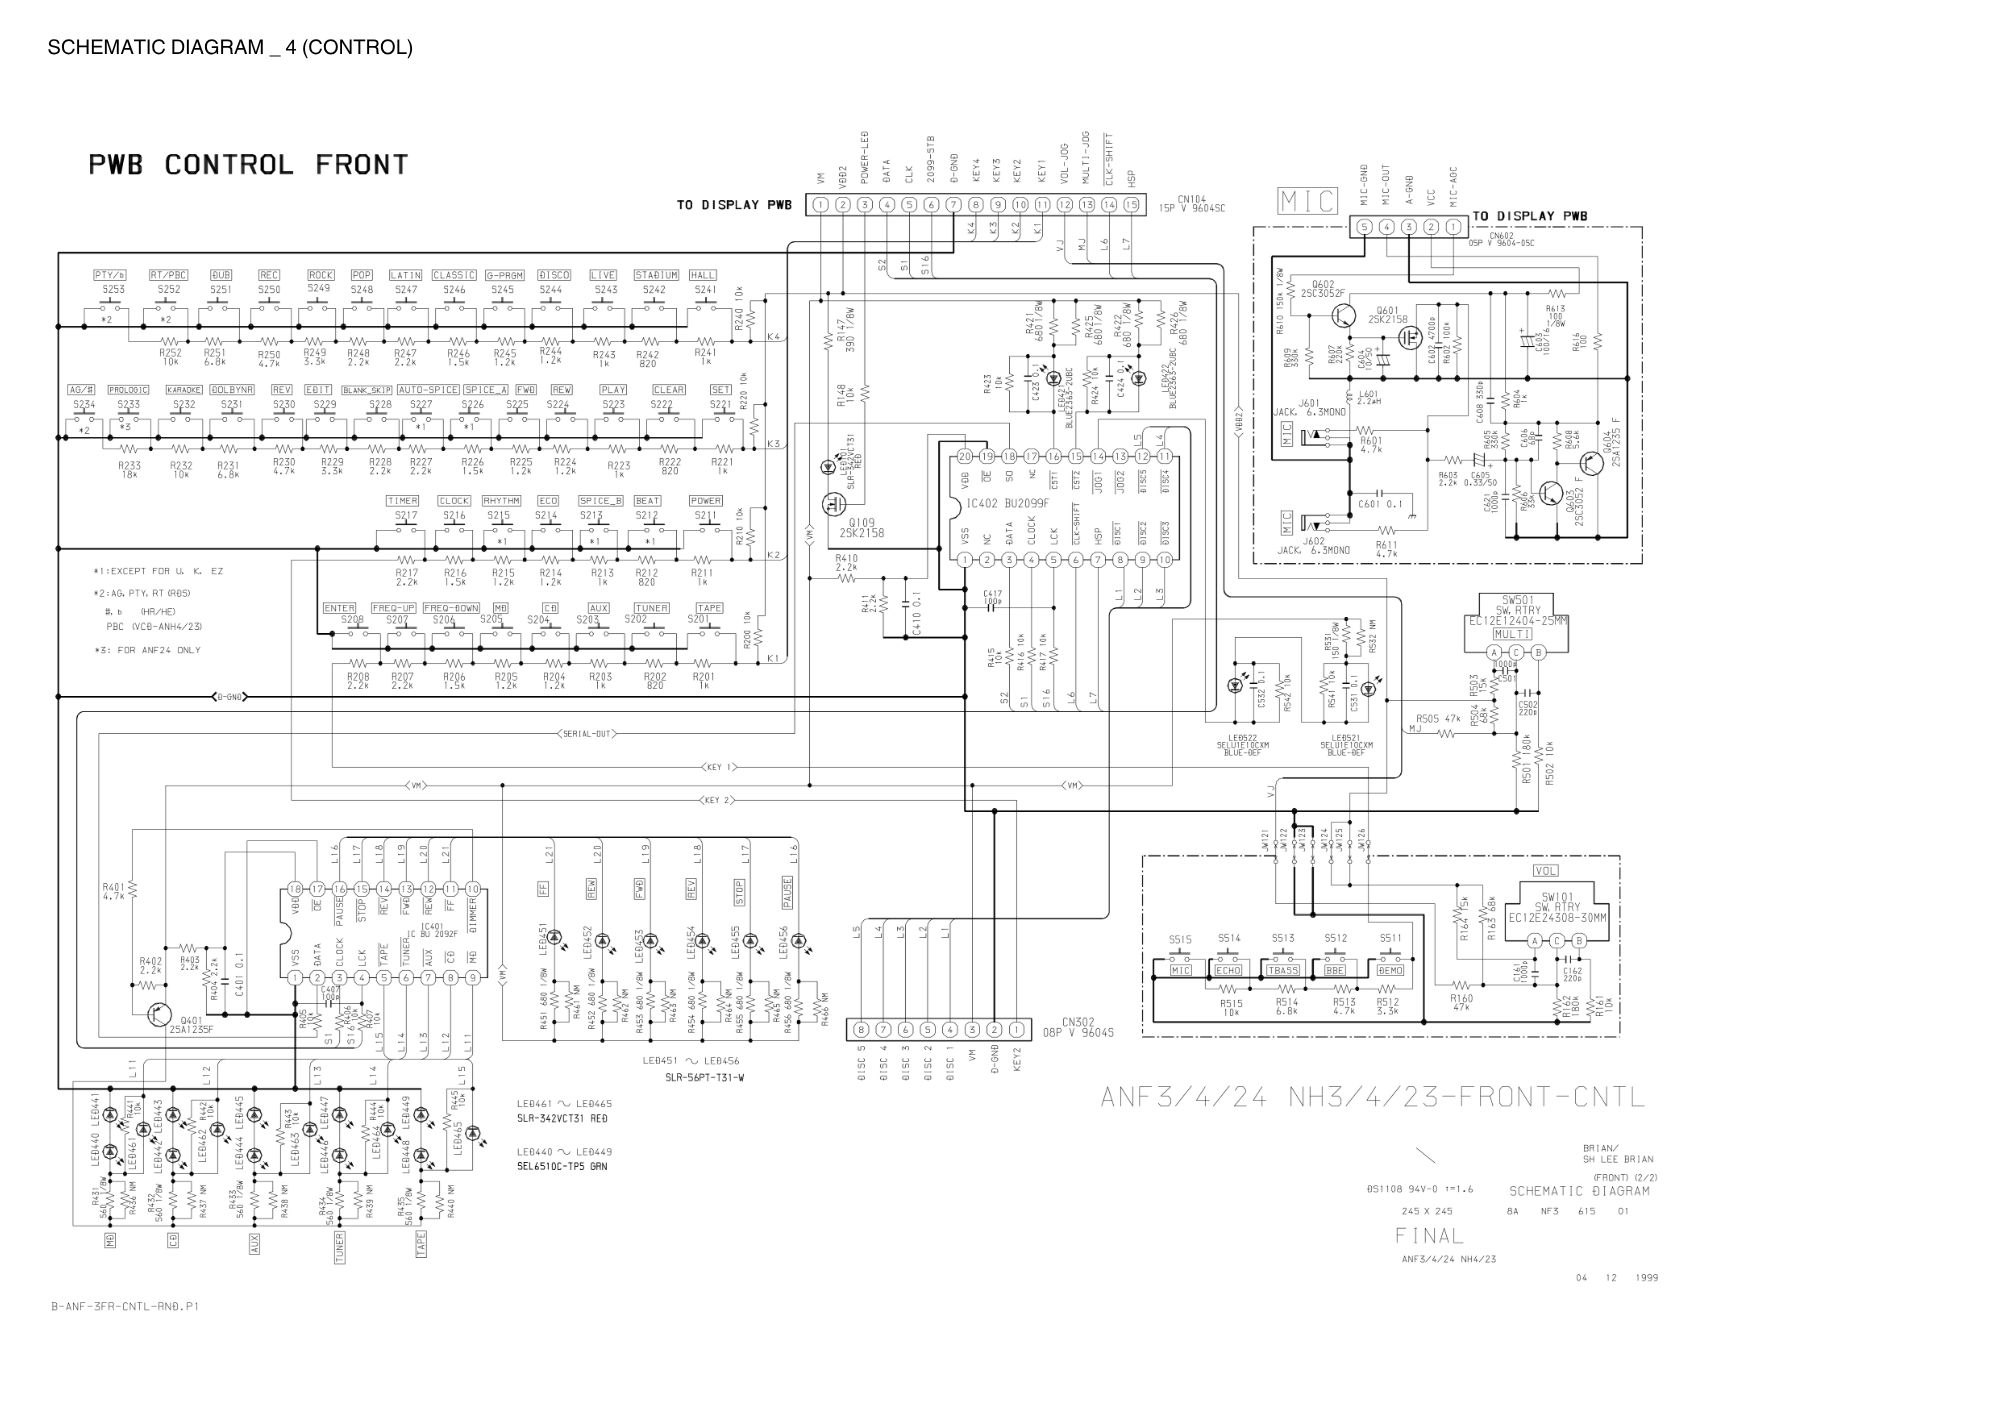 SCHEMATIC DIAGRAM _ 4 (CONTROL)
PWB CONTROL FRONT
TO DISPLAY PWB
VM
VDD2
POWER-LED
DATA
CLK
2099-STB
D-GND
KEY4
KEY3
KEY2
KEY1
VOL-JOG
MULTI-JOG
CLK-SHIFT
HSP
1 2 3 4 5 6 7 8 9 10 11 12 13 14 15
CN104
15P V 9604SC
S2 S1 S16 K4 K3 K2 K1 VJ MJ L6 L7
MIC
MIC-GND
MIC-OUT
A-GND
VCC
MIC-AGC
5 4 3 2 1
TO DISPLAY PWB
CN602
05P V 9604-05C
PTY/b RT/PBC DUB REC ROCK POP LATIN CLASSIC G-PRGM DISCO LIVE STADIUM HALL
S253 S252 S251 S250 S249 S248 S247 S246 S245 S244 S243 S242 S241
*2 *2
R240 10k
K4
R252 R251 R250 R249 R248 R247 R246 R245 R244 R243 R242 R241
10k 6.8k 4.7k 3.3k 2.2k 2.2k 1.5k 1.2k 1.2k 1k 820 1k
AG/# PROLOGIC KARAOKE DOLBYNR REV EDIT BLANK_SKIP AUTO-SPICE SPICE_A FWD REW PLAY CLEAR SET
S234 S233 S232 S231 S230 S229 S228 S227 S226 S225 S224 S223 S222 S221
*2 *3 *1 *1
R220 10k
K3
R233 R232 R231 R230 R229 R228 R227 R226 R225 R224 R223 R222 R221
18k 10k 6.8k 4.7k 3.3k 2.2k 2.2k 1.5k 1.2k 1.2k 1k 820 1k
TIMER CLOCK RHYTHM ECO SPICE_B BEAT POWER
S217 S216 S215 S214 S213 S212 S211
*1 *1 *1
R210 10k
K2
R217 R216 R215 R214 R213 R212 R211
2.2k 1.5k 1.2k 1.2k 1k 820 1k
*1:EXCEPT FOR U. K. EZ
*2:AG, PTY, RT (RDS)
#, b (HR/HE)
PBC (VCD-ANH4/23)
*3: FOR ANF24 ONLY
ENTER FREQ-UP FREQ-DOWN MD CD AUX TUNER TAPE
S208 S207 S206 S205 S204 S203 S202 S201
R200 10k
K1
R208 R207 R206 R205 R204 R203 R202 R201
2.2k 2.2k 1.5k 1.2k 1.2k 1k 820 1k
D-GND
SERIAL-OUT
KEY 1
VM
KEY 2
VM
VM
VM
VDD2
R147
390 1/8W
R148
100k
SLR-342VCT31
RED
Q109
2SK2158
R410
2.2k
R411
2.2k
C410 0.1
C417
100p
R421
680 1/8W
R425
680 1/8W
R422
680 1/8W
R426
680 1/8W
R423
10k
C423 0.1
LED421
BLUE2363-2UBC
R424 10k
C424 0.1
LED422
BLUE2363-2UBC
L5 L4
20 19 18 17 16 15 14 13 12 11
VDD OE SO NC CST1 CST2 JOG1 JOG2 DISC5 DISC4
IC402 BU2099F
VSS NC DATA CLOCK LCK CLK-SHIFT HSP DISC1 DISC2 DISC3
1 2 3 4 5 6 7 8 9 10
L1 L2 L3
R415
10k
R416 10k
R417 10k
S2 S1 S16 L6 L7
R610 150k 1/8W
Q602
2SC3052F
Q601
2SK2158
R609
330k
R607
220k
C604
10/50
C602 4700p
R602 100k
C603
100/16
R613
100
1/8W
R616
100
L601
2.2µH
J601
JACK, 6.3MONO
MIC
R601
4.7k
C608 330p
R604
1k
R605
330k
C606
68p
R608
5.6k
Q604
2SA1235 F
R603
2.2k
C605
0.33/50
C621
1000p
R606
33k
Q603
2SC3052 F
C601 0.1
MIC
J602
JACK, 6.3MONO
R611
4.7k
SW501
SW, RTRY
EC12E12404-25MM
MULTI
A C B
1000p
C501
C502
220p
R503
15k
R504
68k
R505 47k
MJ
R501 180k
R502 10k
R531
150 1/8W
R532 NM
C532 0.1
R542 10k
R541 10k
C531 0.1
LED522
SELU1E10CXM
BLUE-DEF
LED521
SELU1E10CXM
BLUE-DEF
VJ
JW121 JW122 JW123 JW124 JW125 JW126
VOL
SW101
SW, RTRY
EC12E24308-30MM
A C B
R164 15k
R163 68k
C161
1000p
C162
220p
R160
47k
R162
180k
R161
10k
S515 S514 S513 S512 S511
MIC ECHO TBASS BBE DEMO
R515 R514 R513 R512
10k 6.8k 4.7k 3.3k
R401
4.7k
R402
2.2k
R403
2.2k
R404 2.2k
C401 0.1
Q401
2SA1235F
L16 L17 L18 L19 L20 L21
18 17 16 15 14 13 12 11 10
VDD OE PAUSE STOP REV FWD REW FF DIMMER
IC401
IC BU 2092F
VSS DATA CLOCK LCK TAPE TUNER AUX CD MD
1 2 3 4 5 6 7 8 9
C407
100p
R405
10k
R406
10k
R407
10k
S1 S1
L15 L14 L13 L12 L11
L21 L20 L19 L18 L17 L16
FF REW FWD REV STOP PAUSE
LED451 LED452 LED453 LED454 LED455 LED456
R451 680 1/8W
R461 NM
R452 680 1/8W
R462 NM
R453 680 1/8W
R463 NM
R454 680 1/8W
R464 NM
R455 680 1/8W
R465 NM
R456 680 1/8W
R466 NM
LED451 ～ LED456
SLR-56PT-T31-W
LED461 ～ LED465
SLR-342VCT31 RED
LED440 ～ LED449
SEL6510C-TP5 GRN
L5 L4 L3 L2 L1
8 7 6 5 4 3 2 1
CN302
08P V 9604S
DISC 5
DISC 4
DISC 3
DISC 2
DISC 1
VM
D-GND
KEY2
L11 L12 L13 L14 L15
LED441 R441 10k LED443 R442 10k LED445 R443 10k LED447 R444 10k LED449 R445 10k
LED440 LED461 LED442 LED462 LED444 LED463 LED446 LED464 LED448 LED465
R431
560 1/8W
R436 NM
R432
560 1/8W
R437 NM
R433
560 1/8W
R438 NM
R434
560 1/8W
R439 NM
R435
560 1/8W
R440 NM
MD CD AUX TUNER TAPE
ANF3/4/24 NH3/4/23-FRONT-CNTL
BRIAN/
SH LEE BRIAN
(FRONT) (2/2)
DS1108 94V-0 t=1.6
SCHEMATIC DIAGRAM
245 X 245
8A NF3 615 01
FINAL
ANF3/4/24 NH4/23
04 12 1999
B-ANF-3FR-CNTL-RND.P1